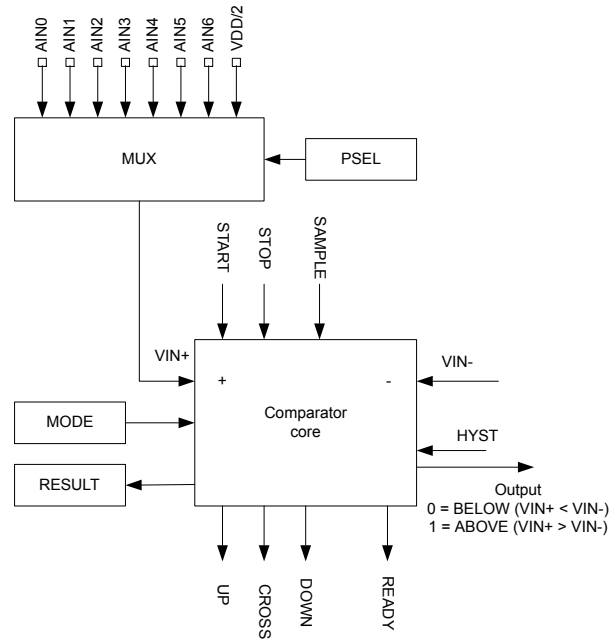 AIN0
AIN1
AIN2
AIN3
AIN4
AIN5
AIN6
VDD/2
MUX
PSEL
START
STOP
SAMPLE
VIN+
+
-
VIN-
MODE
Comparator
core
HYST
RESULT
Output
0 = BELOW (VIN+ < VIN-)
1 = ABOVE (VIN+ > VIN-)
UP
CROSS
DOWN
READY